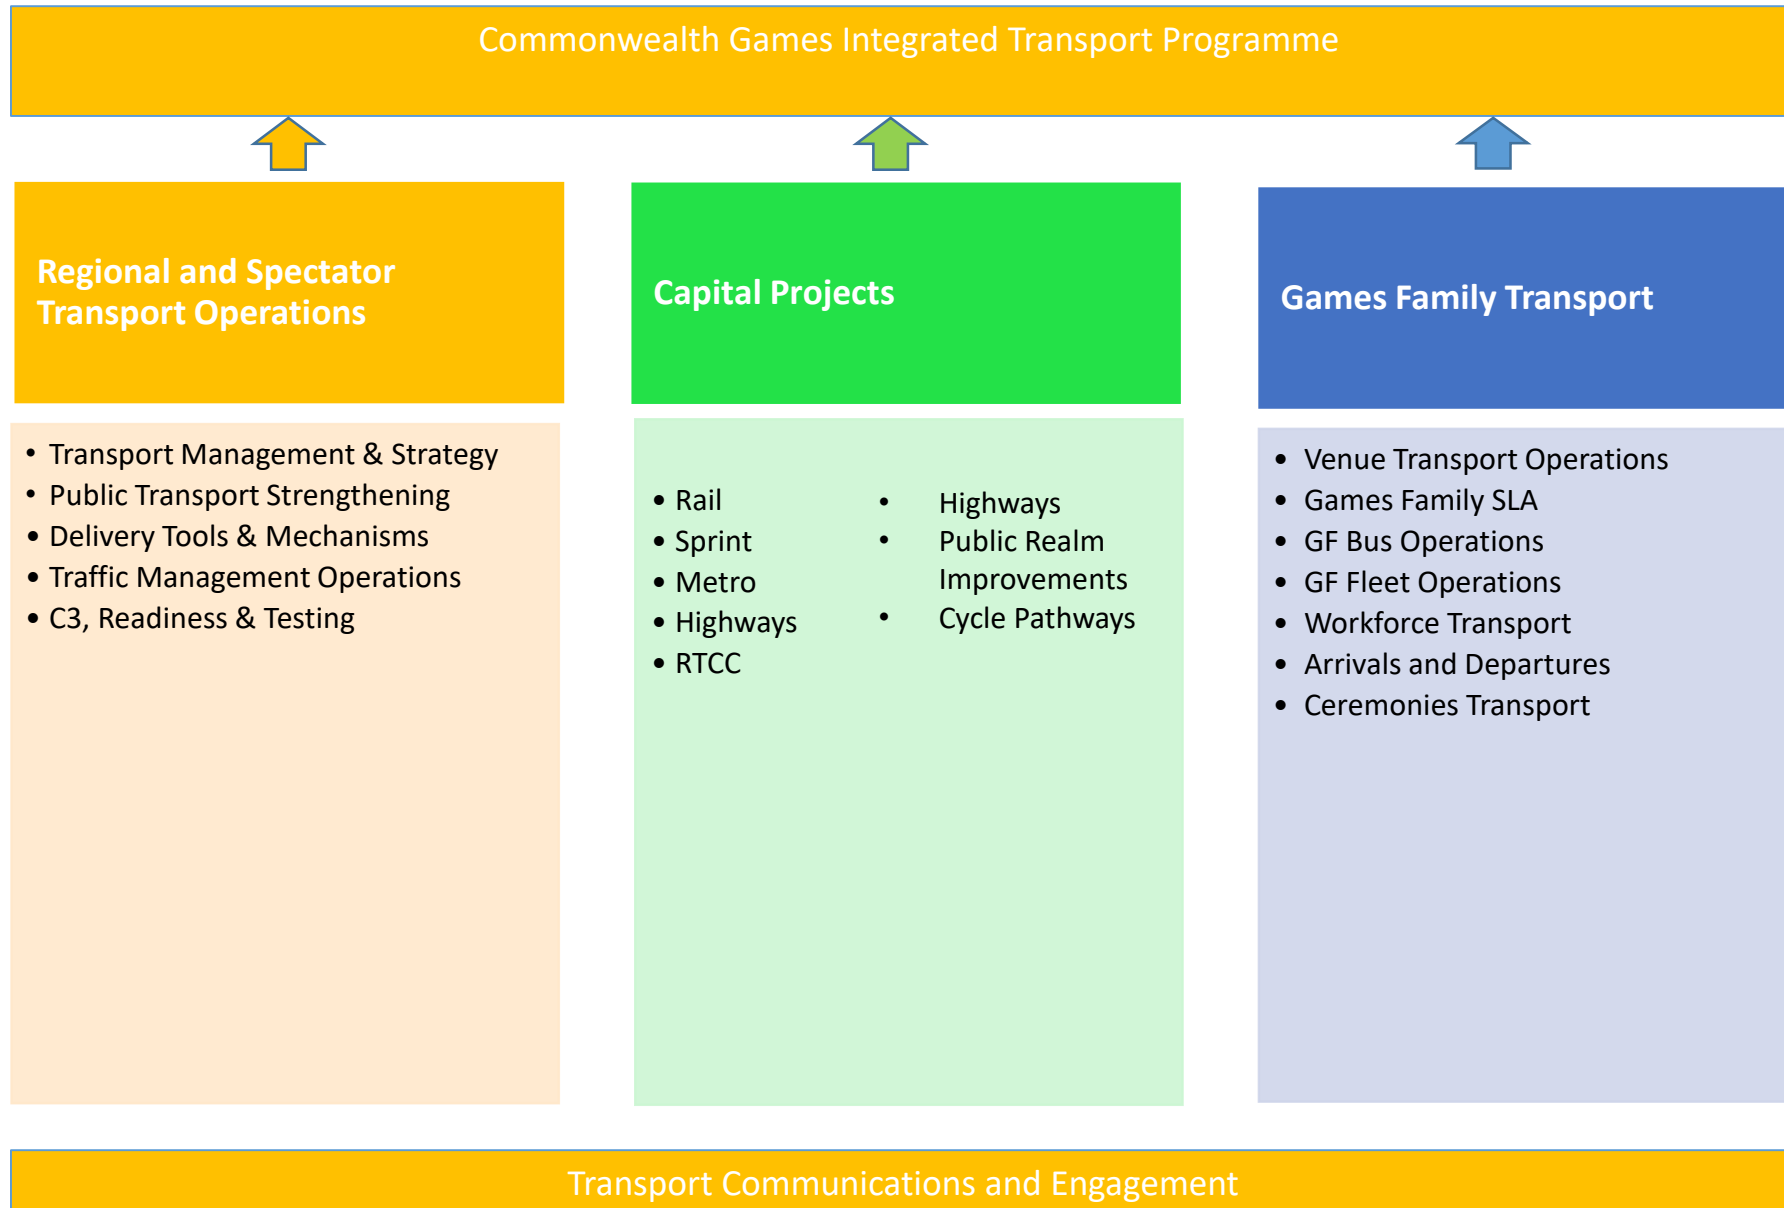 Commonwealth Games Integrated Transport Programme
Regional and Spectator
Transport Operations
• Transport Management & Strategy
• Public Transport Strengthening
• Delivery Tools & Mechanisms
• Traffic Management Operations
• C3, Readiness & Testing
Capital Projects
• Rail
• Sprint
• Metro
• Highways
• RTCC
• Highways
• Public Realm
Improvements
• Cycle Pathways
Games Family Transport
• Venue Transport Operations
• Games Family SLA
• GF Bus Operations
• GF Fleet Operations
• Workforce Transport
• Arrivals and Departures
• Ceremonies Transport
Transport Communications and Engagement